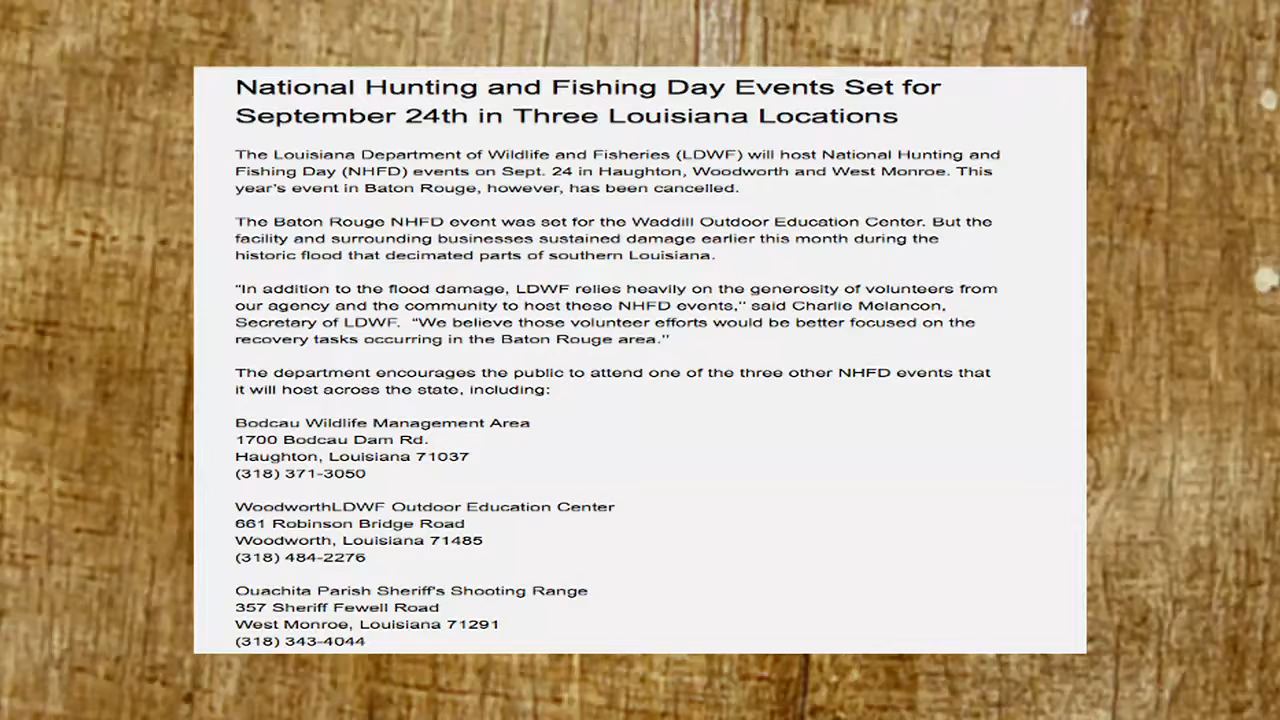 National Hunting and Fishing Day Events Set for
September 24th in Three Louisiana Locations
The Louisiana Department of Wildlife and Fisheries (LDWF) will host National Hunting and
Fishing Day (NHFD) events on Sept. 24 in Haughton, Woodworth and West Monroe. This
year's event in Baton Rouge, however, has been cancelled.
The Baton Rouge NHFD event was set for the Waddill Outdoor Education Center. But the
facility and surrounding businesses sustained damage earlier this month during the
historic flood that decimated parts of southern Louisiana.
"In addition to the flood damage, LDWF relies heavily on the generosity of volunteers from
our agency and the community to host these NHFD events," said Charlie Melancon,
Secretary of LDWF. "We believe those volunteer efforts would be better focused on the
recovery tasks occurring in the Baton Rouge area."
The department encourages the public to attend one of the three other NHFD events that
it will host across the state, including:
Bodcau Wildlife Management Area
1700 Bodcau Dam Rd.
Haughton, Louisiana 71037
(318) 371-3050
WoodworthLDWF Outdoor Education Center
661 Robinson Bridge Road
Woodworth, Louisiana 71485
(318) 484-2276
Ouachita Parish Sheriff's Shooting Range
357 Sheriff Fewell Road
West Monroe, Louisiana 71291
(318) 343-4044